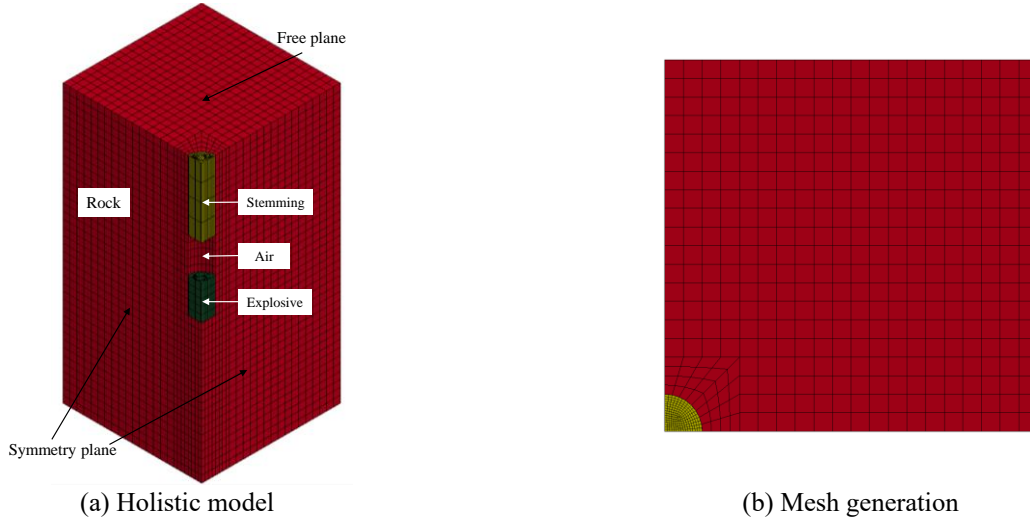 Free plane
Rock
Stemming
Air
Explosive
Symmetry plane
(a) Holistic model
(b) Mesh generation